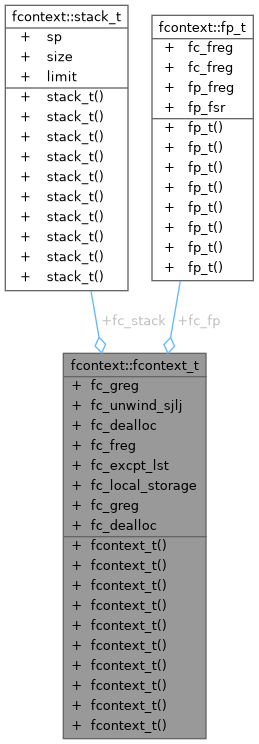 fcontext::stack_t
+ sp
+ size
+ limit
+ stack_t()
+ stack_t()
+ stack_t()
+ stack_t()
+ stack_t()
+ stack_t()
+ stack_t()
+ stack_t()
+ stack_t()
+ stack_t()
fcontext::fp_t
+ fc_freg
+ fc_freg
+ fp_freg
+ fp_fsr
+ fp_t()
+ fp_t()
+ fp_t()
+ fp_t()
+ fp_t()
+ fp_t()
+ fp_t()
+ fp_t()
+fc_stack
+fc_fp
fcontext::fcontext_t
+ fc_greg
+ fc_unwind_sjlj
+ fc_dealloc
+ fc_freg
+ fc_excpt_lst
+ fc_local_storage
+ fc_greg
+ fc_dealloc
+ fcontext_t()
+ fcontext_t()
+ fcontext_t()
+ fcontext_t()
+ fcontext_t()
+ fcontext_t()
+ fcontext_t()
+ fcontext_t()
+ fcontext_t()
+ fcontext_t()